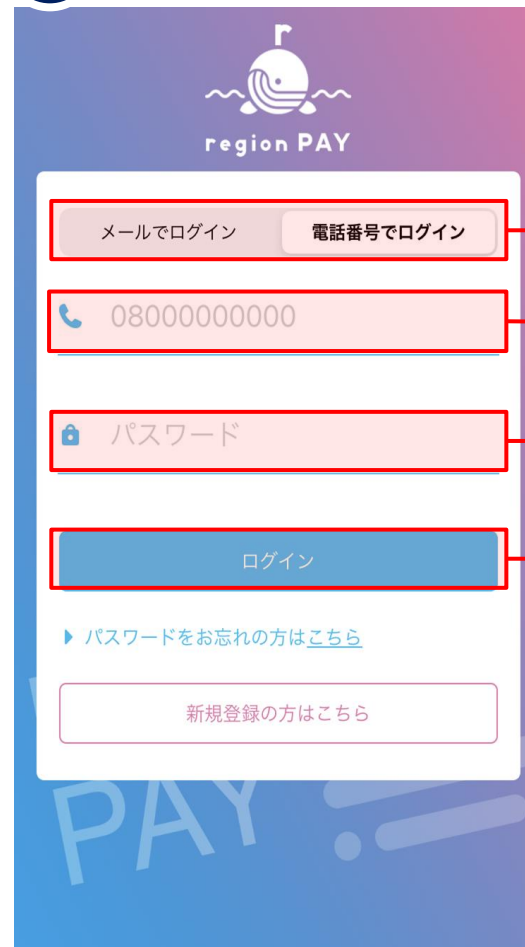 r
region PAY
メールでログイン 電話番号でログイン
08000000000
パスワード
ログイン
パスワードをお忘れの方はこちら
新規登録の方はこちら
PAY